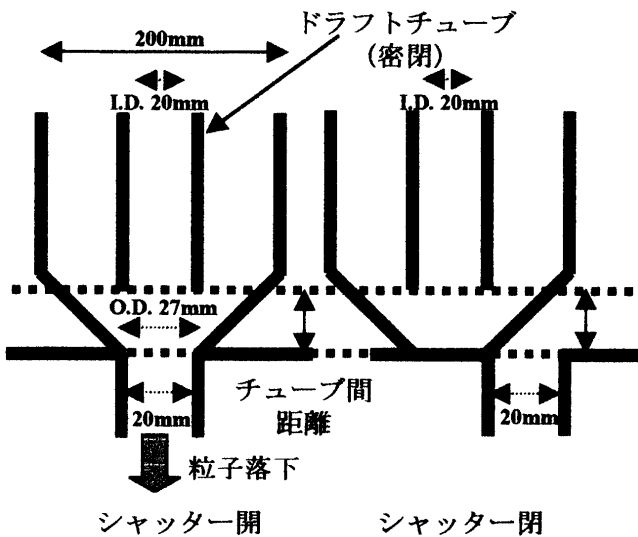 ドラフトチューブ
(密閉)
200mm
I.D. 20mm
I.D. 20mm
O.D. 27mm
20mm
チューブ間
距離
20mm
粒子落下
シャッター開
シャッター閉